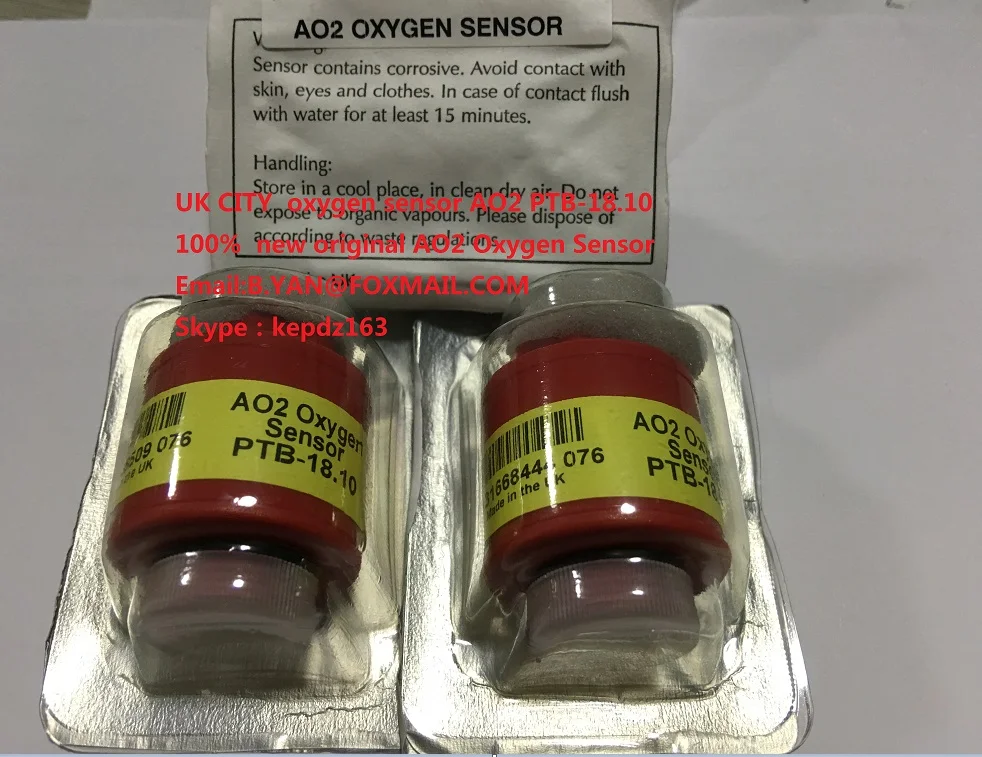 AO2 OXYGEN SENSOR
Sensor contains corrosive. Avoid contact with
skin, eyes and clothes. In case of contact flush
with water for at least 15 minutes.
Handling:
Store in a cool place, in clean dry air. Do not
expose to organic vapours. Please dispose of
according to waste regulations.
UK CITY oxygen sensor AO2 PTB-18.10
100% new original AO2 Oxygen Sensor
Email:B.YAN@FOXMAIL.COM
Skype : kepdz163
AO2 Oxygen
Sensor
PTB-18.10
076
UK
AO2
PTB-18
1668444 076
Made in the UK